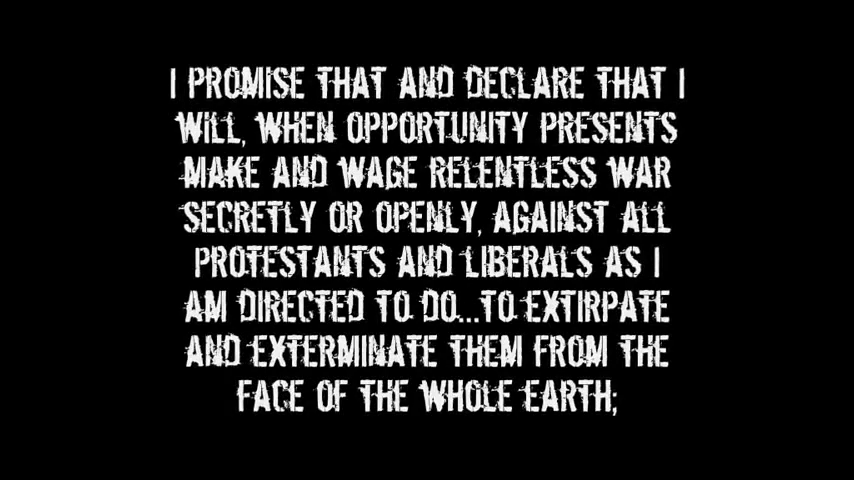 I PROMISE THAT AND DECLARE THAT I
WILL, WHEN OPPORTUNITY PRESENTS
MAKE AND WAGE RELENTLESS WAR
SECRETLY OR OPENLY, AGAINST ALL
PROTESTANTS AND LIBERALS AS I
AM DIRECTED TO DO...TO EXTIRPATE
AND EXTERMINATE THEM FROM THE
FACE OF THE WHOLE EARTH;